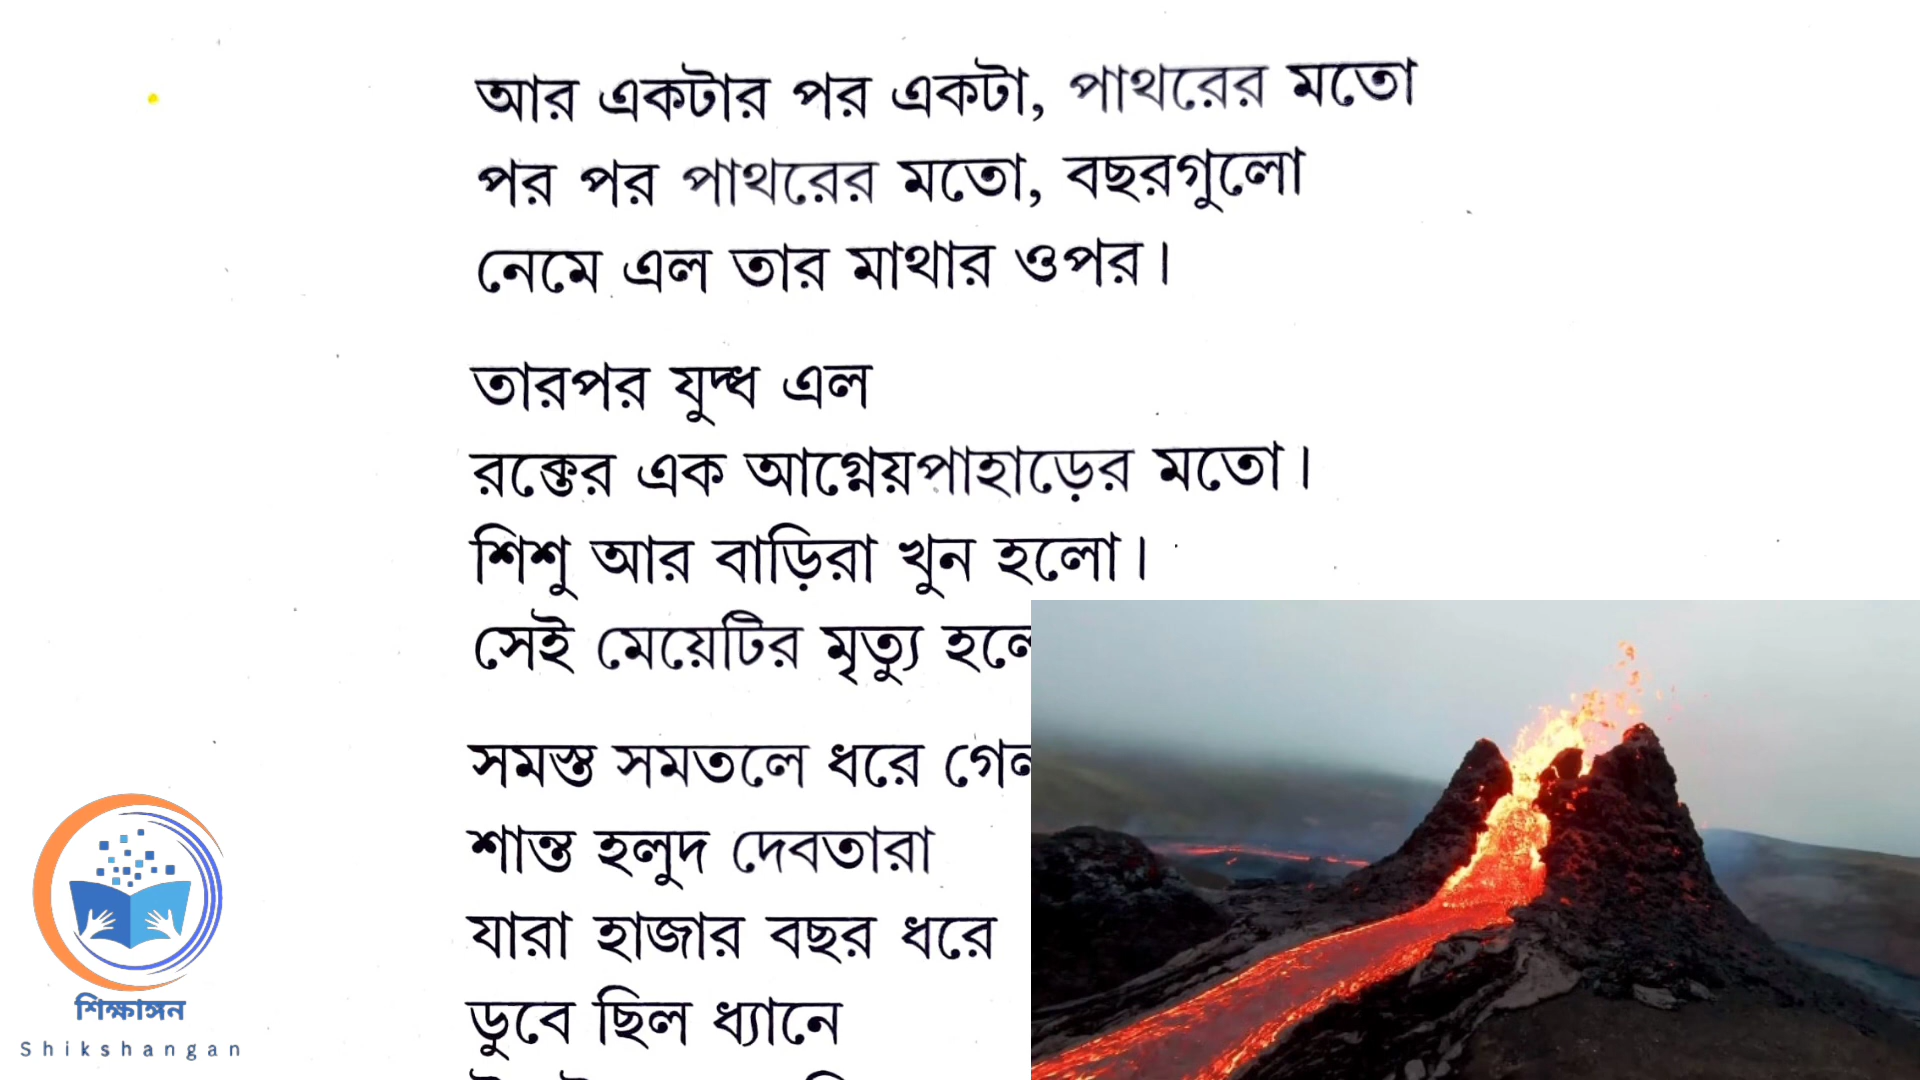 আর একটার পর একটা, পাথরের মতো
পর পর পাথরের মতো, বছরগুলো
নেমে এল তার মাথার ওপর।
তারপর যুদ্ধ এল
রক্তের এক আগ্নেয়পাহাড়ের মতো।
শিশু আর বাড়িরা খুন হলো।
সেই মেয়েটির মৃত্যু
সমস্ত সমতলে ধরে
শান্ত হলুদ দেবতারা
যারা হাজার বছর ধরে
ডুবে ছিল ধ্যানে
শিক্ষাঙ্গন
Shikshangan